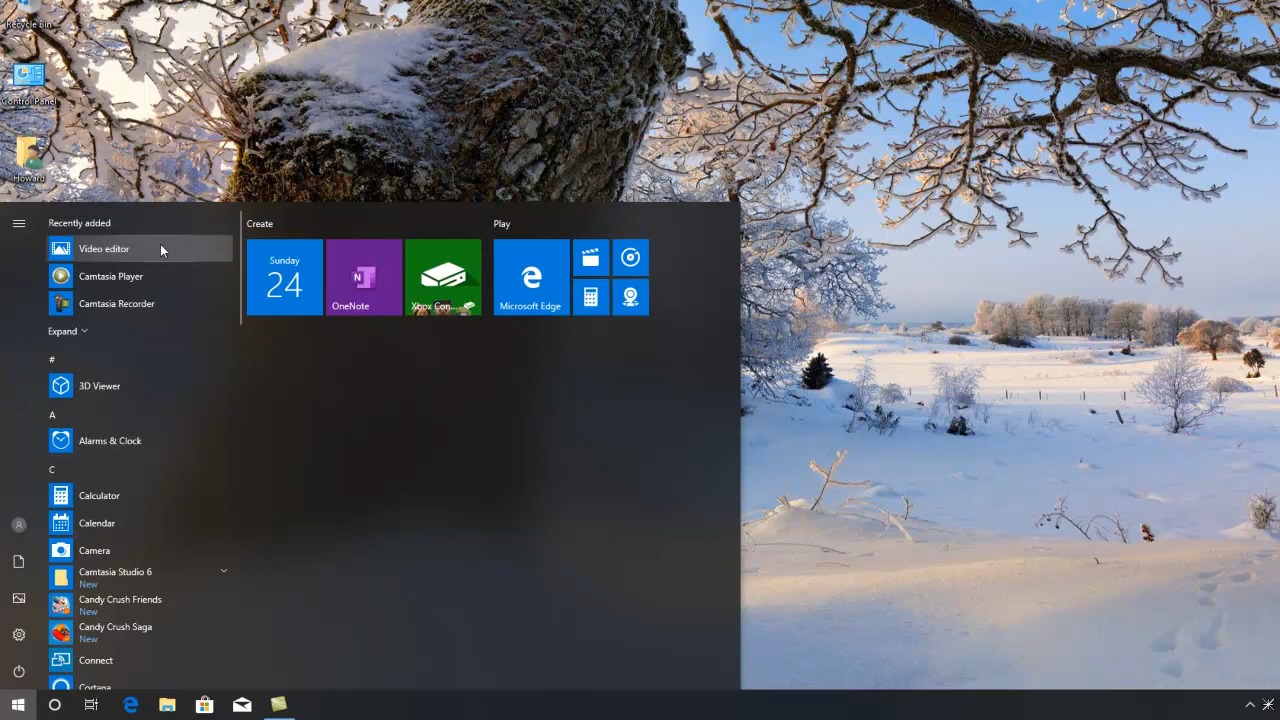 Recycle Bin
Control Panel
Howard
Recently added
Video editor
Camtasia Player
Camtasia Recorder
Expand
#
3D Viewer
A
Alarms & Clock
C
Calculator
Calendar
Camera
Camtasia Studio 6
New
Candy Crush Friends
New
Candy Crush Saga
New
Connect
Cortana
Create
Sunday
24
N
OneNote
Xbox Con...
Play
Microsoft Edge